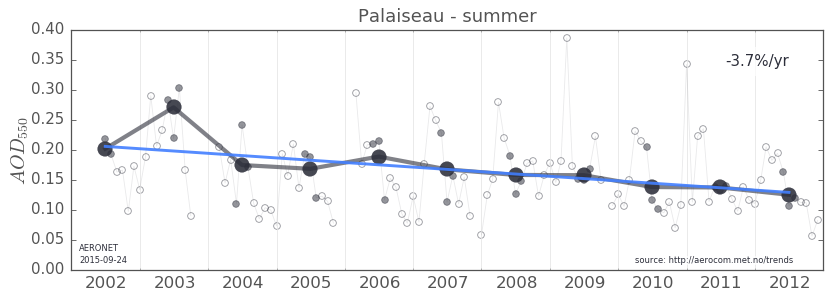 Palaiseau - summer
0.40
0.35
0.30
0.25
0.20
0.15
0.10
0.05
0.00
AOD550
-3.7%/yr
AERONET
2015-09-24
source: http://aerocom.met.no/trends
2002 2003 2004 2005 2006 2007 2008 2009 2010 2011 2012